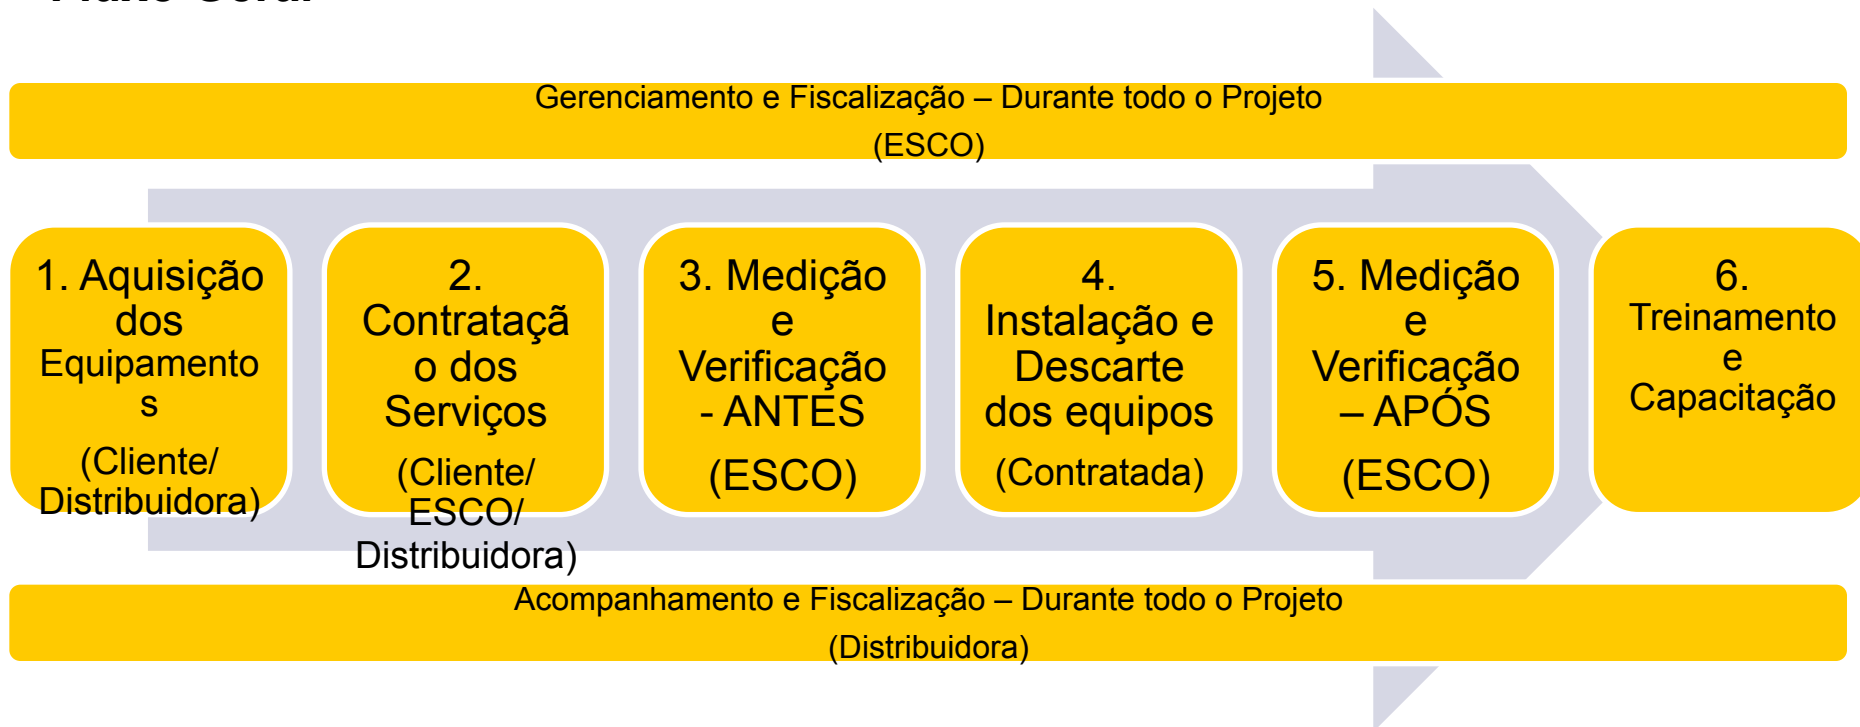 Gerenciamento e Fiscalização – Durante todo o Projeto
(ESCO)
1. Aquisição
dos
Equipamento
s
(Cliente/
Distribuidora)
2.
Contrataçã
o dos
Serviços
(Cliente/
ESCO/
Distribuidora)
3. Medição
e
Verificação
- ANTES
(ESCO)
4.
Instalação e
Descarte
dos equipos
(Contratada)
5. Medição
e
Verificação
– APÓS
(ESCO)
6.
Treinamento
e
Capacitação
Acompanhamento e Fiscalização – Durante todo o Projeto
(Distribuidora)